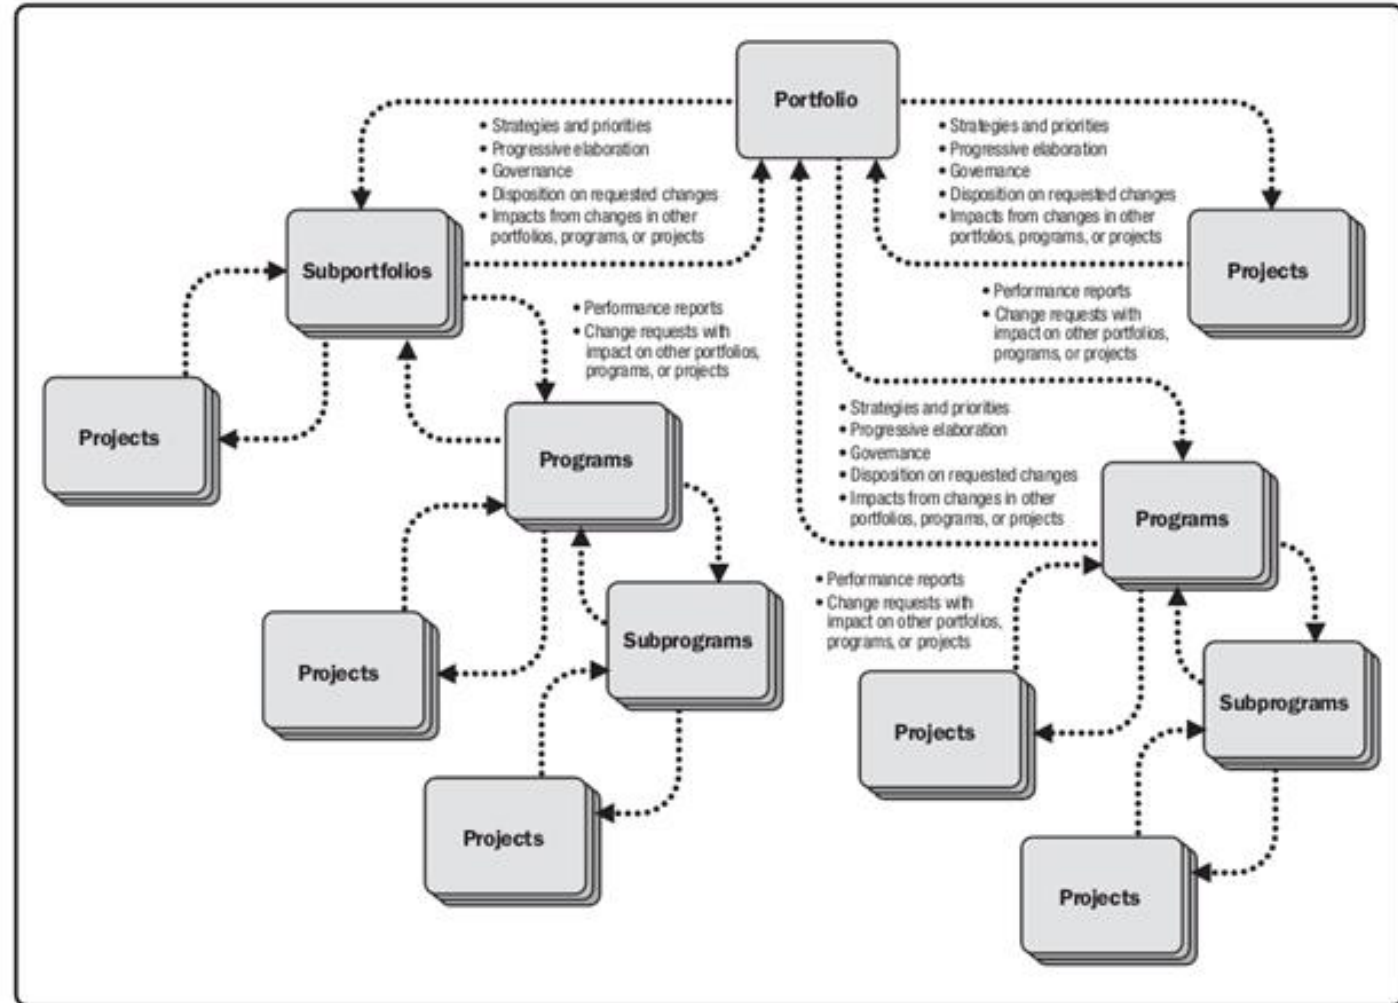 Portfolio
• Strategies and priorities
• Progressive elaboration
• Governance
• Disposition on requested changes
• Impacts from changes in other
portfolios, programs, or projects
• Strategies and priorities
• Progressive elaboration
• Governance
• Disposition on requested changes
• Impacts from changes in other
portfolios, programs, or projects
Subportfolios
Projects
• Performance reports
• Change requests with
impact on other portfolios,
programs, or projects
• Performance reports
• Change requests with
impact on other portfolios,
programs, or projects
Projects
Programs
• Strategies and priorities
• Progressive elaboration
• Governance
• Disposition on requested changes
• Impacts from changes in other
portfolios, programs, or projects
Programs
• Performance reports
• Change requests with
impact on other portfolios,
programs, or projects
Projects
Subprograms
Projects
Subprograms
Projects
Projects